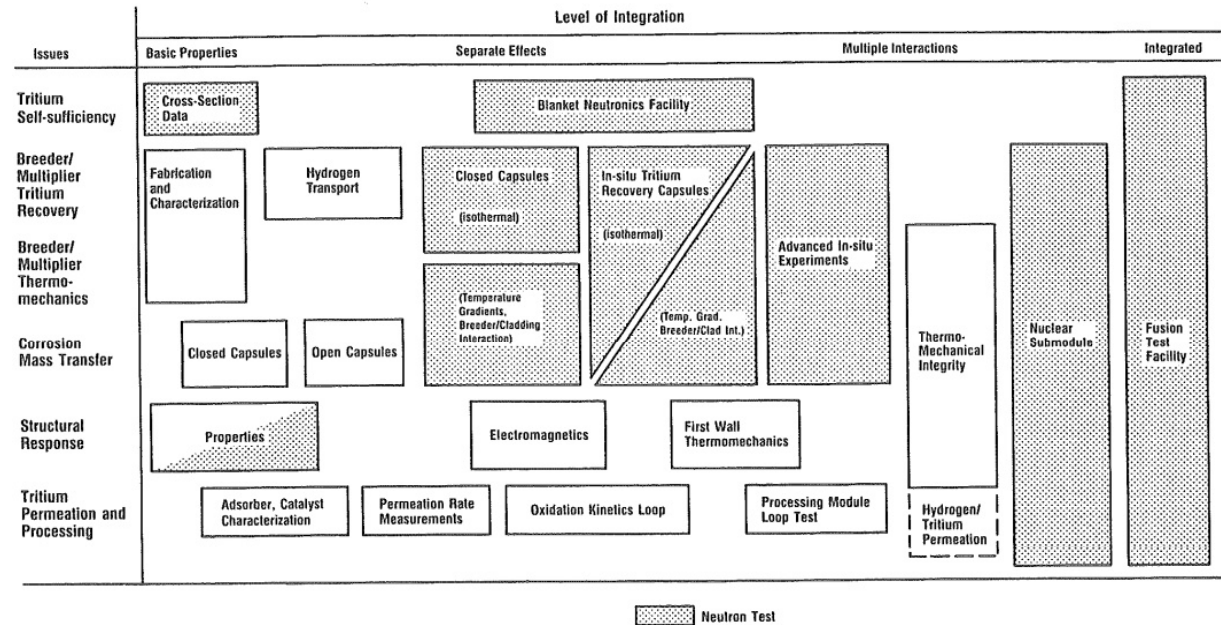 Level of Integration
Issues
Basic Properties
Separate Effects
Multiple Interactions
Integrated
Tritium
Self-sufficiency
Cross-Section
Data
Blanket Neutronics Facility
Breeder/
Multiplier
Tritium
Recovery
Fabrication
and
Characterization
Hydrogen
Transport
Closed Capsules
(isothermal)
In-situ Tritium
Recovery Capsules
(isothermal)
Advanced In-situ
Experiments
Breeder/
Multiplier
Thermo-
mechanics
(Temperature
Gradients,
Breeder/Cladding
Interaction)
(Temp. Grad.
Breeder/Clad Int.)
Corrosion
Mass Transfer
Closed Capsules
Open Capsules
Thermo-
Mechanical
Integrity
Nuclear
Submodule
Fusion
Test
Facility
Structural
Response
Properties
Electromagnetics
First Wall
Thermomechanics
Tritium
Permeation and
Processing
Adsorber, Catalyst
Characterization
Permeation Rate
Measurements
Oxidation Kinetics Loop
Processing Module
Loop Test
Hydrogen/
Tritium
Permeation
Neutron Test